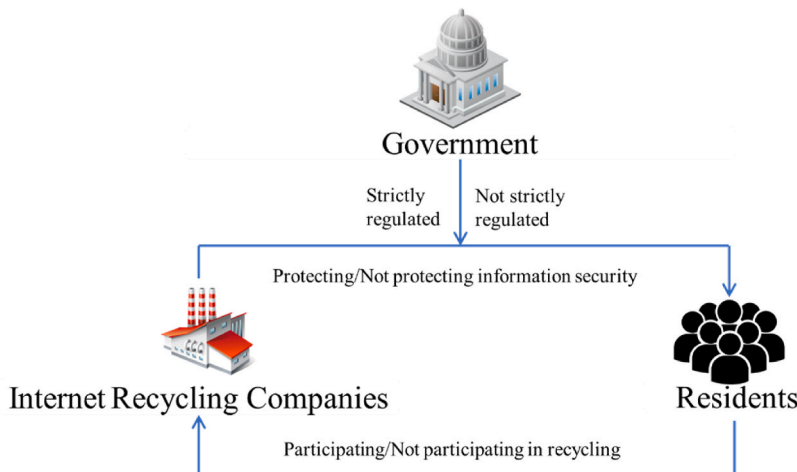 Government
Strictly
regulated
Not strictly
regulated
Protecting/Not protecting information security
Internet Recycling Companies
Residents
Participating/Not participating in recycling